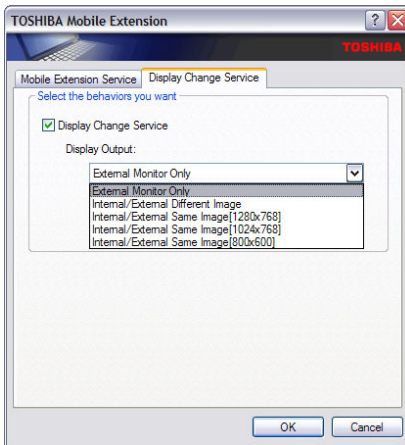 TOSHIBA Mobile Extension
TOSHIBA
Mobile Extension Service
Display Change Service
Select the behaviors you want
Display Change Service
Display Output:
External Monitor Only
External Monitor Only
Internal/External Different Image
Internal/External Same Image[1280x768]
Internal/External Same Image[1024x768]
Internal/External Same Image[800x600]
OK
Cancel